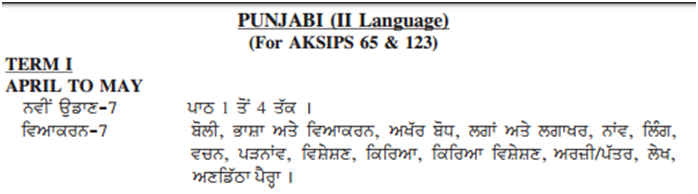 PUNJABI (II Language)
(For AKSIPS 65 & 123)
TERM I
APRIL TO MAY
ਨਵੀਂ ਉਡਾਣ-7 ਪਾਠ 1 ਤੋਂ 4 ਤੱਕ ।
ਵਿਆਕਰਨ-7 ਬੋਲੀ, ਭਾਸ਼ਾ ਅਤੇ ਵਿਆਕਰਨ, ਅਖੱਰ ਬੋਧ, ਲਗਾਂ ਅਤੇ ਲਗਾਖਰ, ਨਾਂਵ, ਲਿੰਗ,
ਵਚਨ, ਪੜਨਾਂਵ, ਵਿਸ਼ੇਸ਼ਣ, ਕਿਰਿਆ, ਕਿਰਿਆ ਵਿਸ਼ੇਸ਼ਣ, ਅਰਜ਼ੀ/ਪੱਤਰ, ਲੇਖ,
ਅਣਡਿੱਠਾ ਪੈਰ੍ਹਾ ।